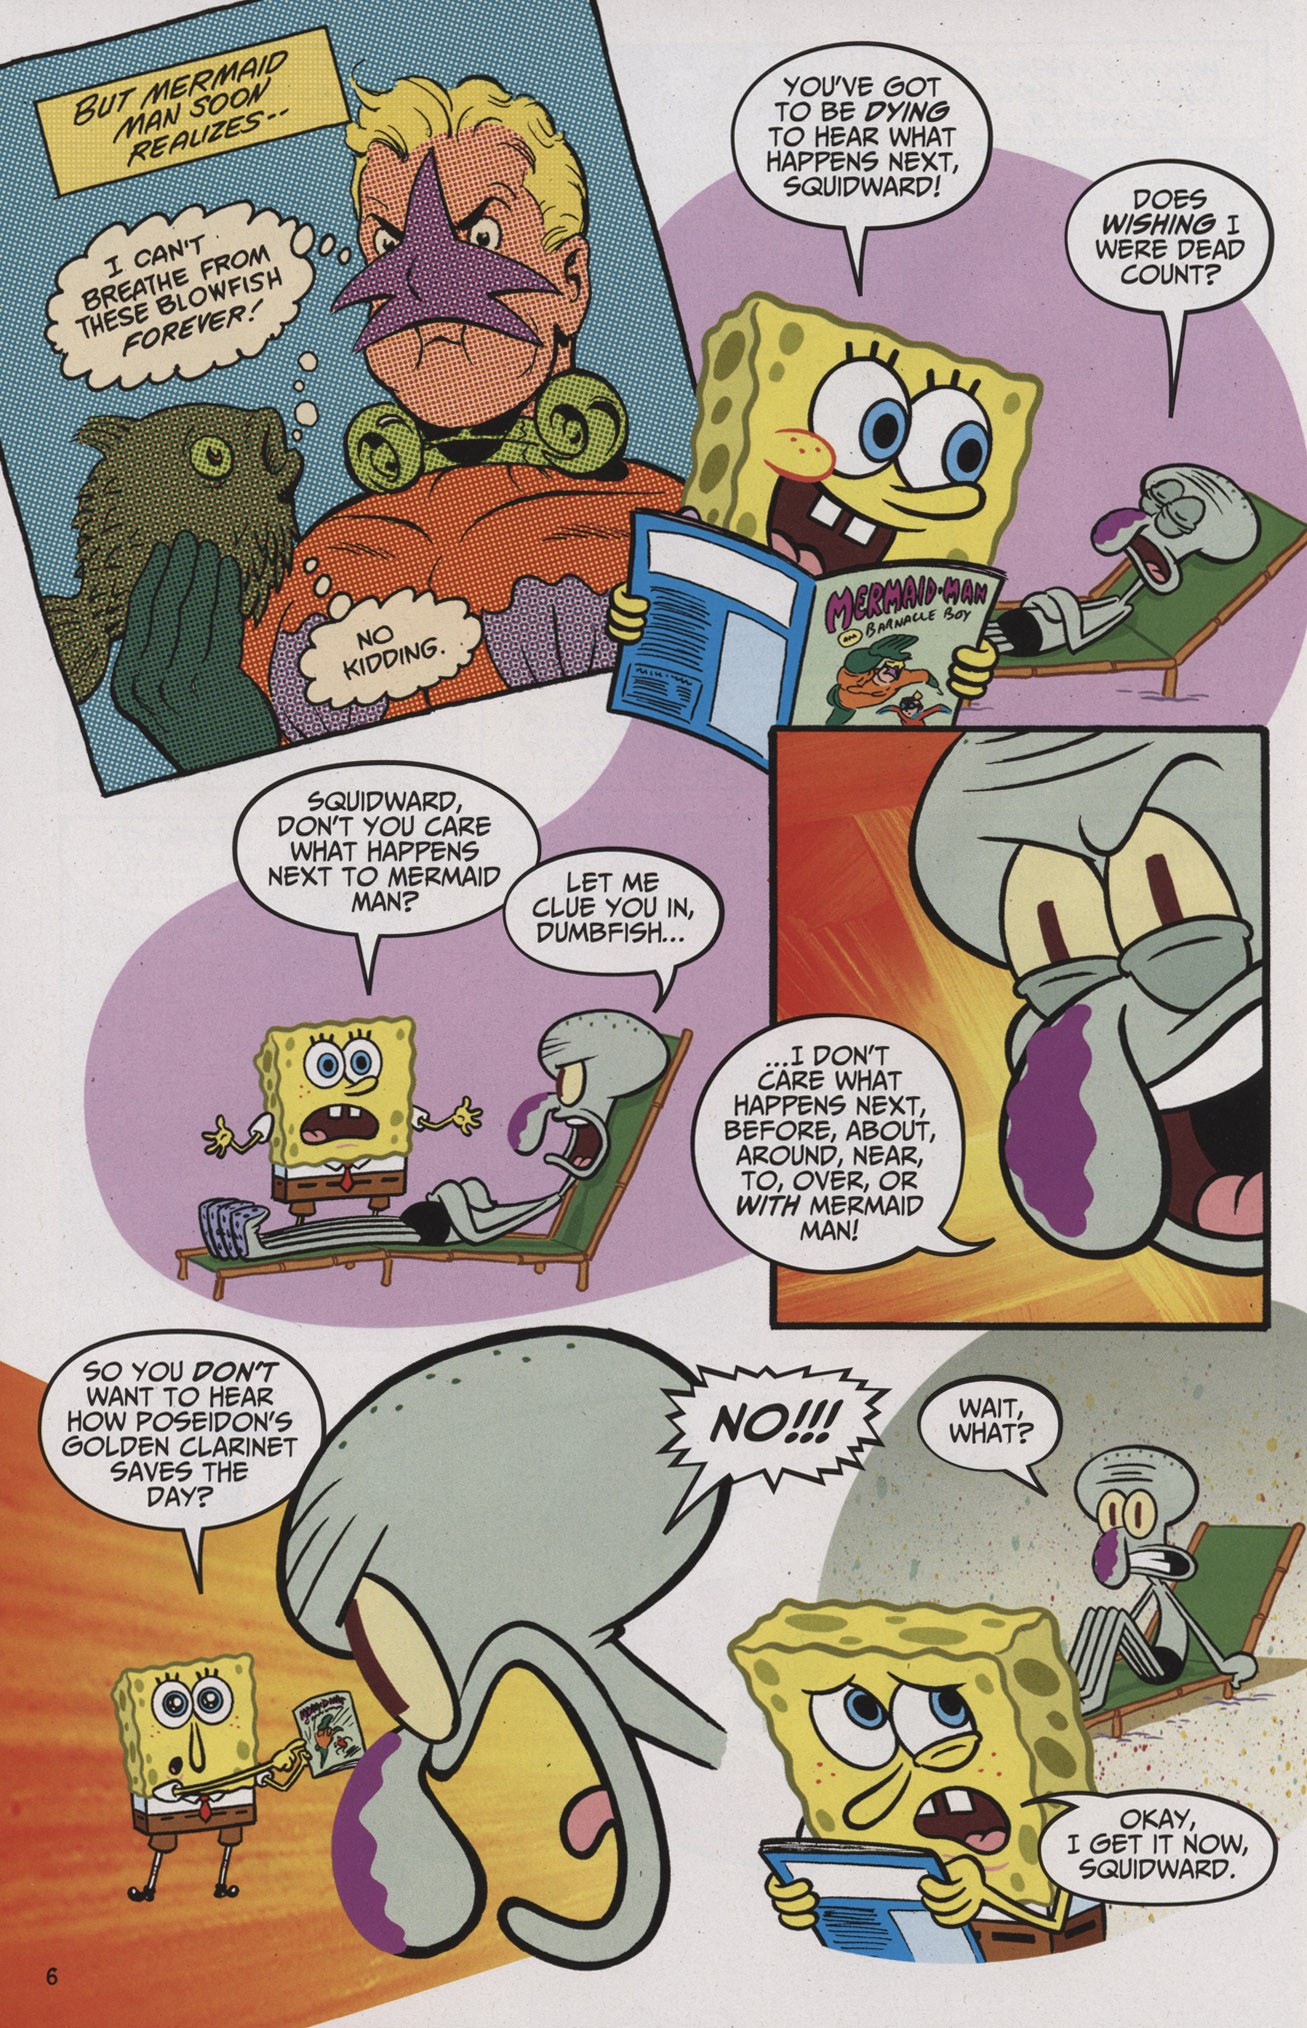 BUT MERMAID
MAN SOON
REALIZES--
I CAN'T
BREATHE FROM
THESE BLOWFISH
FOREVER!
NO
KIDDING.
YOU'VE GOT
TO BE DYING
TO HEAR WHAT
HAPPENS NEXT,
SQUIDWARD!
DOES
WISHING I
WERE DEAD
COUNT?
MERMAID-MAN
BARNACLE BOY
SQUIDWARD,
DON'T YOU CARE
WHAT HAPPENS
NEXT TO MERMAID
MAN?
LET ME
CLUE YOU IN,
DUMBFISH...
...I DON'T
CARE WHAT
HAPPENS NEXT,
BEFORE, ABOUT,
AROUND, NEAR,
TO, OVER, OR
WITH MERMAID
MAN!
SO YOU DON'T
WANT TO HEAR
HOW POSEIDON'S
GOLDEN CLARINET
SAVES THE
DAY?
NO!!!
WAIT,
WHAT?
OKAY,
I GET IT NOW,
SQUIDWARD.
6